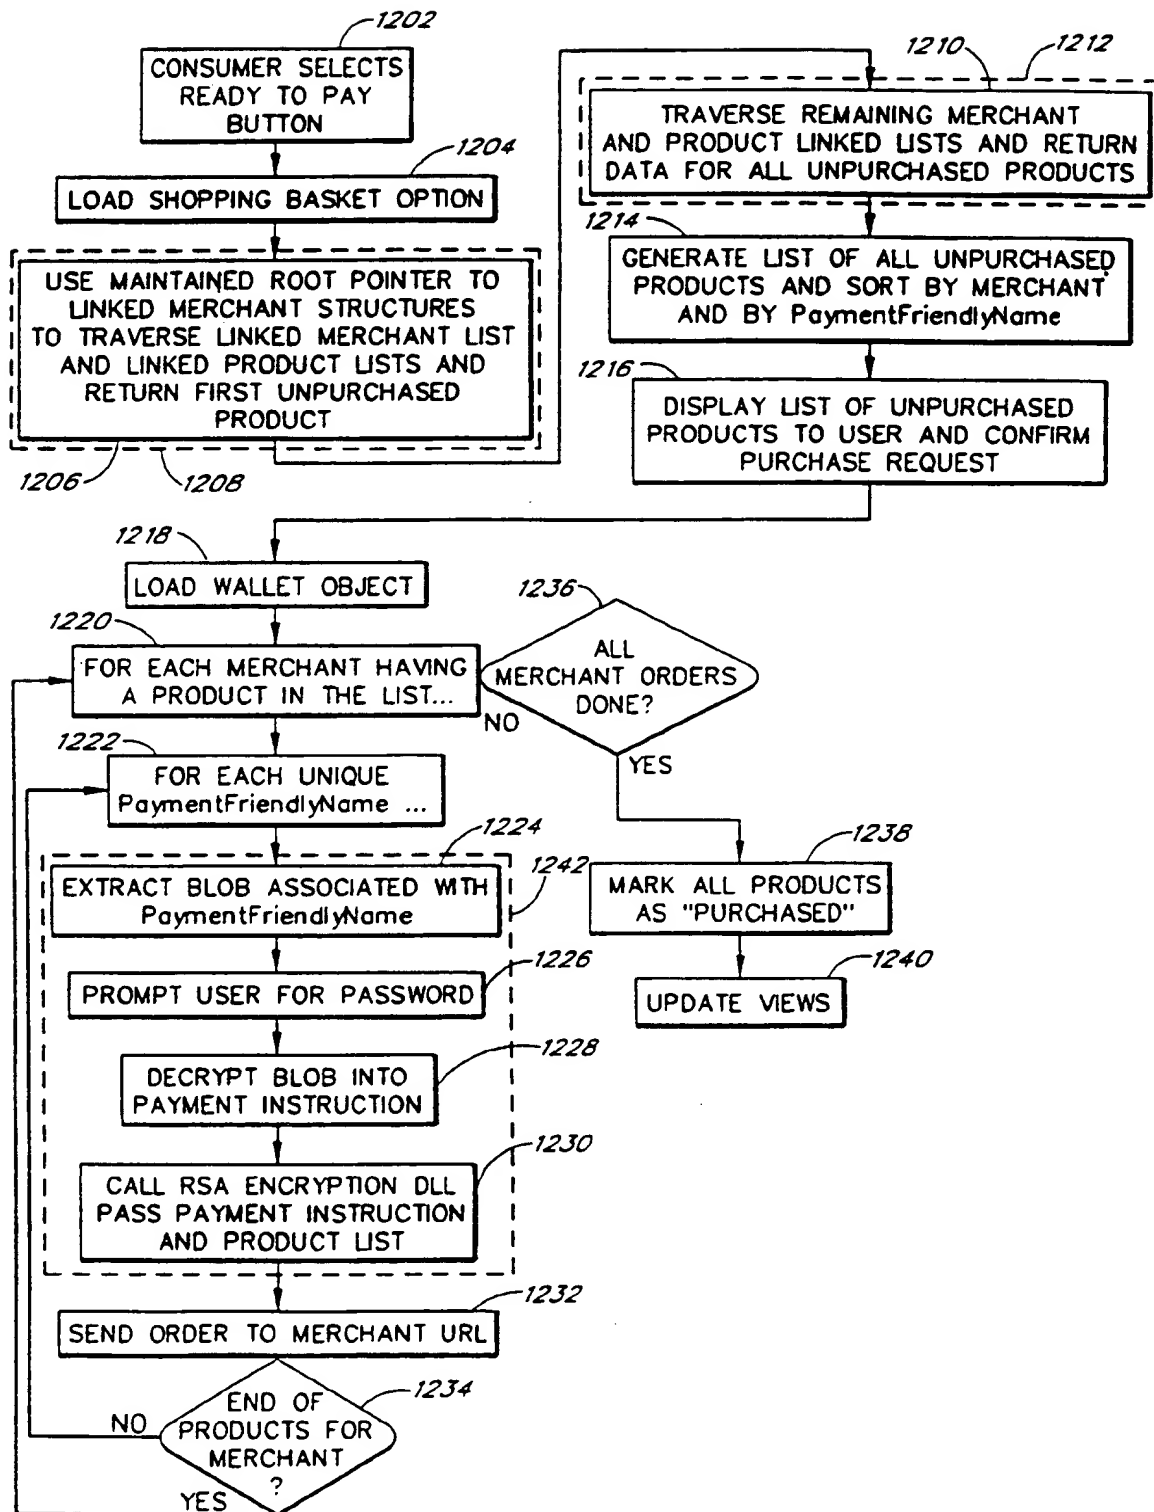 1202
CONSUMER SELECTS
READY TO PAY
BUTTON
1204
LOAD SHOPPING BASKET OPTION
USE MAINTAINED ROOT POINTER TO
LINKED MERCHANT STRUCTURES
TO TRAVERSE LINKED MERCHANT LIST
AND LINKED PRODUCT LISTS AND
RETURN FIRST UNPURCHASED
PRODUCT
1206
1208
1210
1212
TRAVERSE REMAINING MERCHANT
AND PRODUCT LINKED LISTS AND RETURN
DATA FOR ALL UNPURCHASED PRODUCTS
1214
GENERATE LIST OF ALL UNPURCHASED
PRODUCTS AND SORT BY MERCHANT
AND BY PaymentFriendlyName
1216
DISPLAY LIST OF UNPURCHASED
PRODUCTS TO USER AND CONFIRM
PURCHASE REQUEST
1218
LOAD WALLET OBJECT
1220
FOR EACH MERCHANT HAVING
A PRODUCT IN THE LIST...
1236
ALL
MERCHANT ORDERS
DONE?
NO
YES
1222
FOR EACH UNIQUE
PaymentFriendlyName ...
1224
1242
EXTRACT BLOB ASSOCIATED WITH
PaymentFriendlyName
1226
PROMPT USER FOR PASSWORD
1228
DECRYPT BLOB INTO
PAYMENT INSTRUCTION
1230
CALL RSA ENCRYPTION DLL
PASS PAYMENT INSTRUCTION
AND PRODUCT LIST
1232
SEND ORDER TO MERCHANT URL
1234
END OF
PRODUCTS FOR
MERCHANT
?
NO
YES
1238
MARK ALL PRODUCTS
AS "PURCHASED"
1240
UPDATE VIEWS